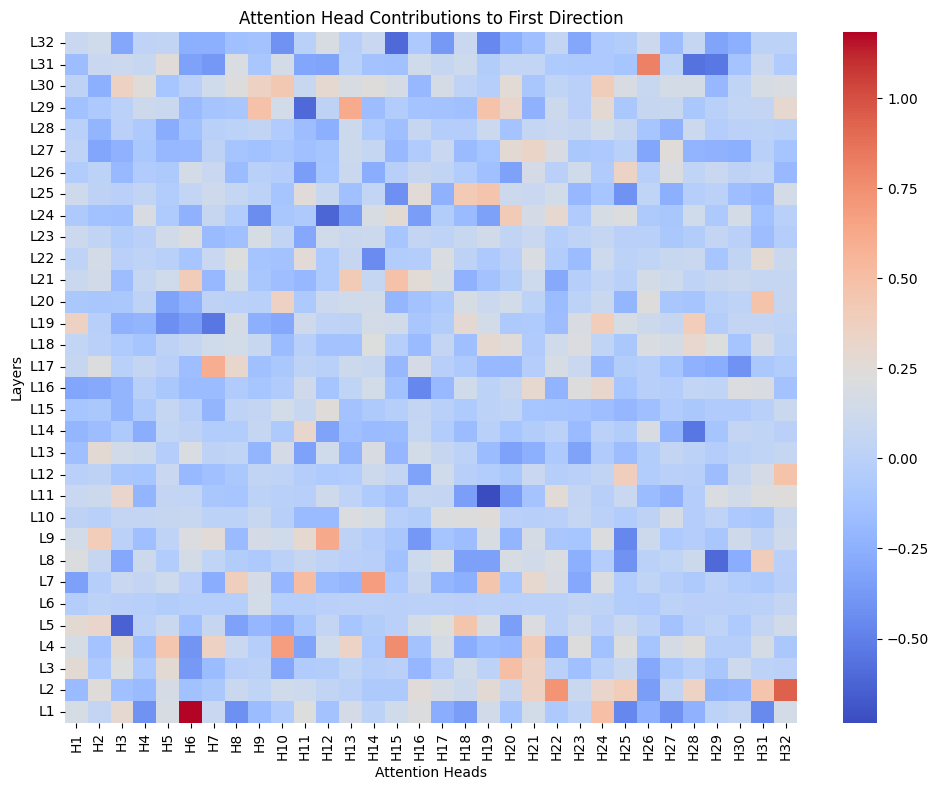 Attention Head Contributions to First Direction
Layers
L32
L31
L30
L29
L28
L27
L26
L25
L24
L23
L22
L21
L20
L19
L18
L17
L16
L15
L14
L13
L12
L11
L10
L9
L8
L7
L6
L5
L4
L3
L2
L1
H1 H2 H3 H4 H5 H6 H7 H8 H9 H10 H11 H12 H13 H14 H15 H16 H17 H18 H19 H20 H21 H22 H23 H24 H25 H26 H27 H28 H29 H30 H31 H32
Attention Heads
1.00
0.75
0.50
0.25
0.00
−0.25
−0.50